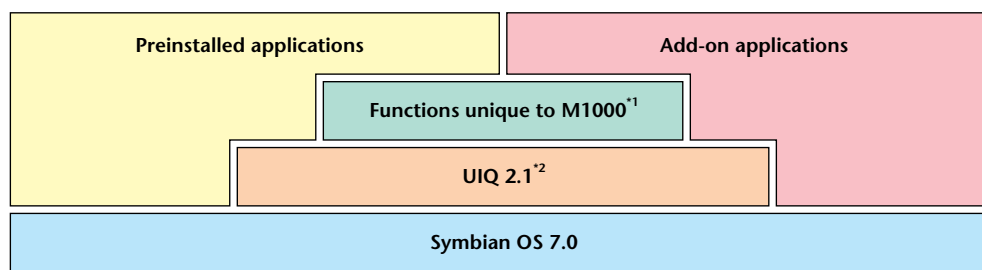 Preinstalled applications
Add-on applications
Functions unique to M1000*1
UIQ 2.1*2
Symbian OS 7.0